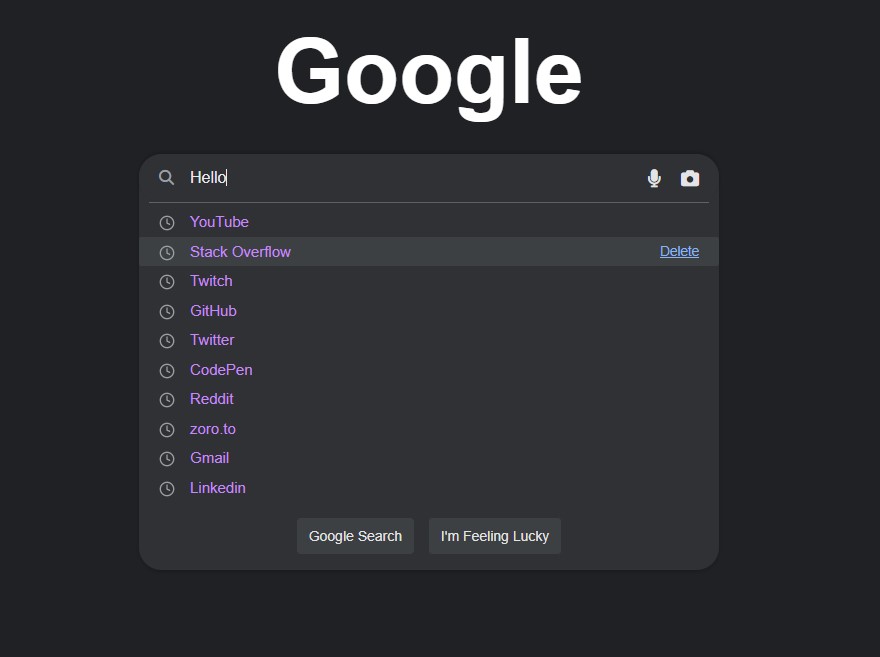 Google
Hello
YouTube
Stack Overflow Delete
Twitch
GitHub
Twitter
CodePen
Reddit
zoro.to
Gmail
Linkedin
Google Search I'm Feeling Lucky